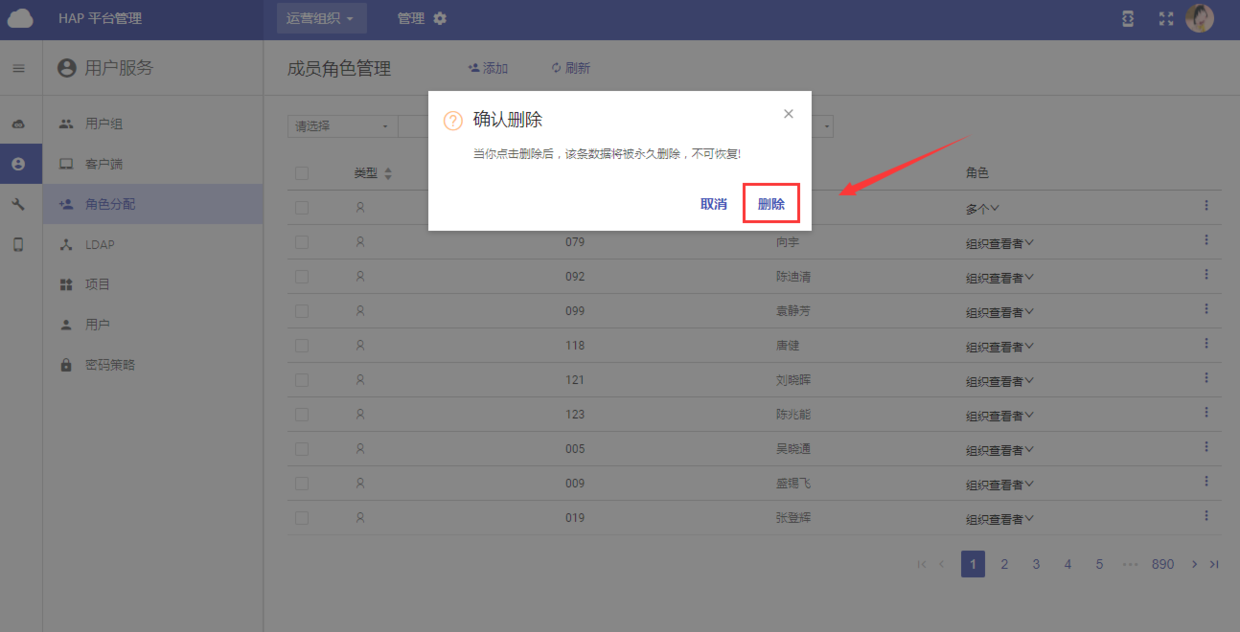 HAP 平台管理
运营组织
管理
用户服务
成员角色管理
添加
刷新
用户组
客户端
角色分配
LDAP
项目
用户
密码策略
请选择
确认删除
当你点击删除后，该条数据将被永久删除，不可恢复!
取消
删除
类型
角色
多个
079 向宇 组织查看者
092 陈迪清 组织查看者
099 袁静芳 组织查看者
118 唐健 组织查看者
121 刘晓晖 组织查看者
123 陈兆能 组织查看者
005 吴晓通 组织查看者
009 盛锡飞 组织查看者
019 张登辉 组织查看者
1 2 3 4 5 ••• 890